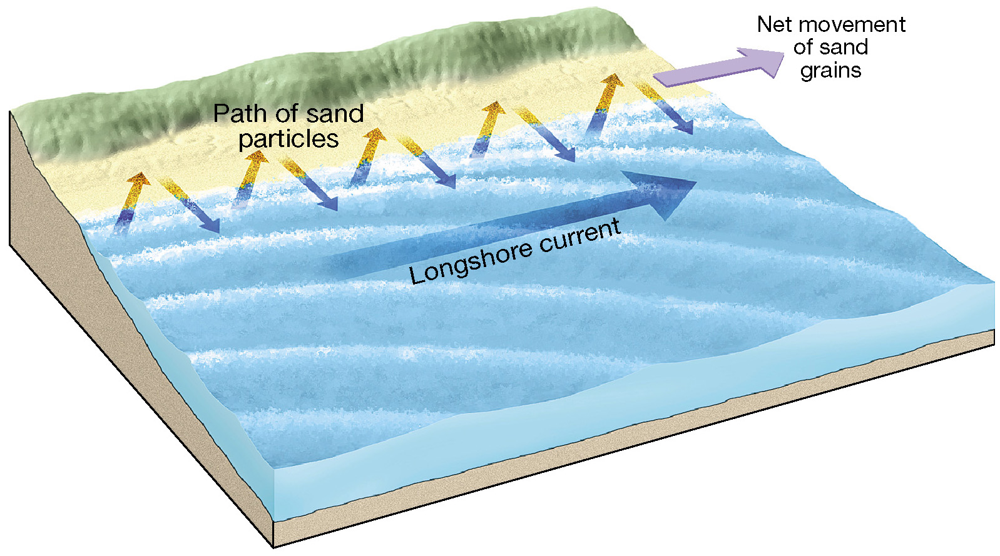 Net movement
of sand
grains
Path of sand
particles
Longshore current